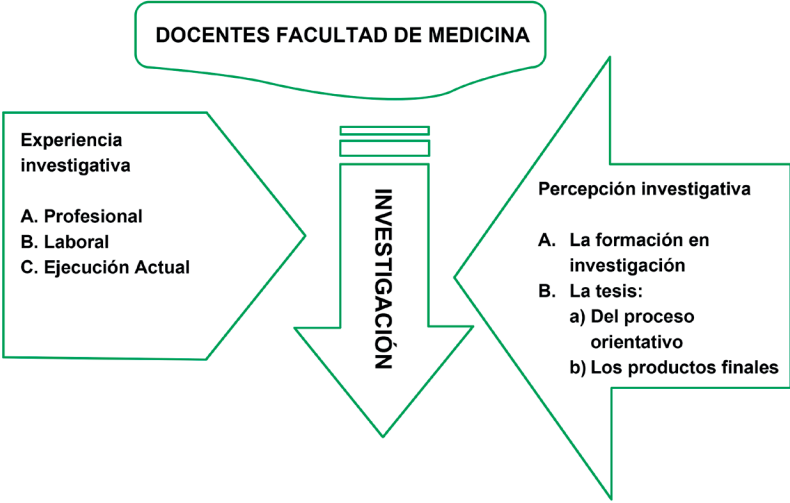 DOCENTES FACULTAD DE MEDICINA
Experiencia
investigativa
A. Profesional
B. Laboral
C. Ejecución Actual
INVESTIGACIÓN
Percepción investigativa
A. La formación en
investigación
B. La tesis:
a) Del proceso
orientativo
b) Los productos finales